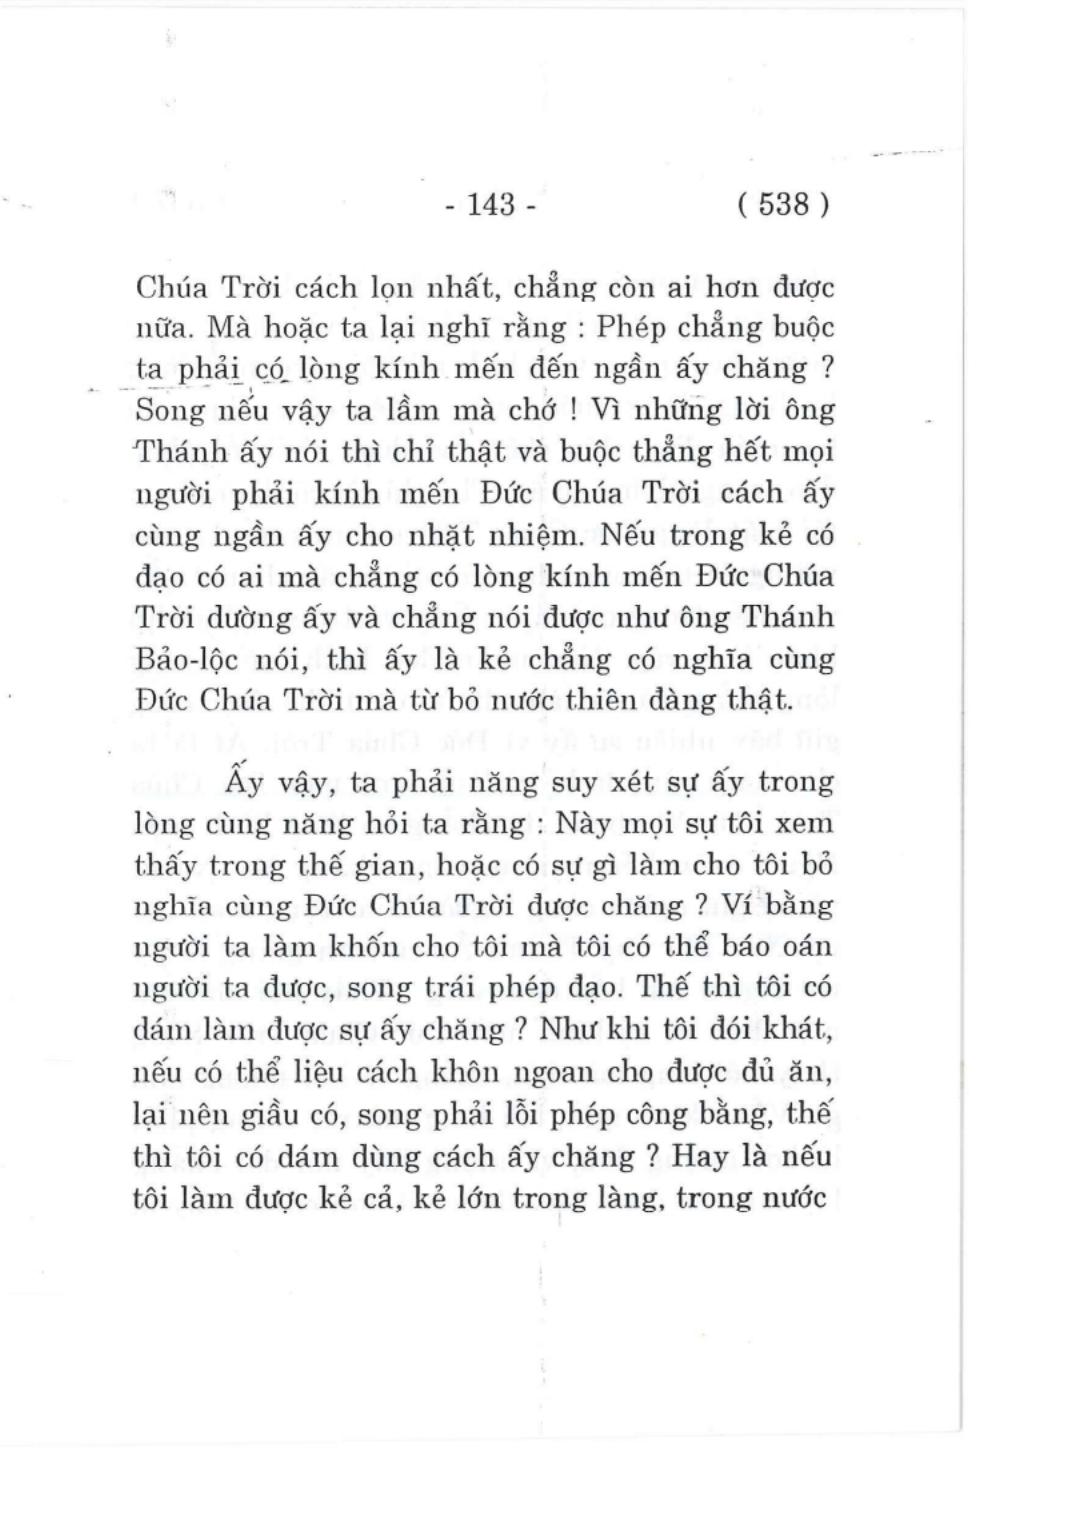 - 143 - ( 538 )
Chúa Trời cách lọn nhất, chẳng còn ai hơn được
nữa. Mà hoặc ta lại nghĩ rằng : Phép chẳng buộc
ta phải có lòng kính mến đến ngần ấy chăng ?
Song nếu vậy ta lầm mà chớ ! Vì những lời ông
Thánh ấy nói thì chỉ thật và buộc thẳng hết mọi
người phải kính mến Đức Chúa Trời cách ấy
cùng ngần ấy cho nhặt nhiệm. Nếu trong kẻ có
đạo có ai mà chẳng có lòng kính mến Đức Chúa
Trời dường ấy và chẳng nói được như ông Thánh
Bảo-lộc nói, thì ấy là kẻ chẳng có nghĩa cùng
Đức Chúa Trời mà từ bỏ nước thiên đàng thật.
Ấy vậy, ta phải năng suy xét sự ấy trong
lòng cùng năng hỏi ta rằng : Này mọi sự tôi xem
thấy trong thế gian, hoặc có sự gì làm cho tôi bỏ
nghĩa cùng Đức Chúa Trời được chăng ? Ví bằng
người ta làm khốn cho tôi mà tôi có thể báo oán
người ta được, song trái phép đạo. Thế thì tôi có
dám làm được sự ấy chăng ? Như khi tôi đói khát,
nếu có thể liệu cách khôn ngoan cho được đủ ăn,
lại nên giầu có, song phải lỗi phép công bằng, thế
thì tôi có dám dùng cách ấy chăng ? Hay là nếu
tôi làm được kẻ cả, kẻ lớn trong làng, trong nước